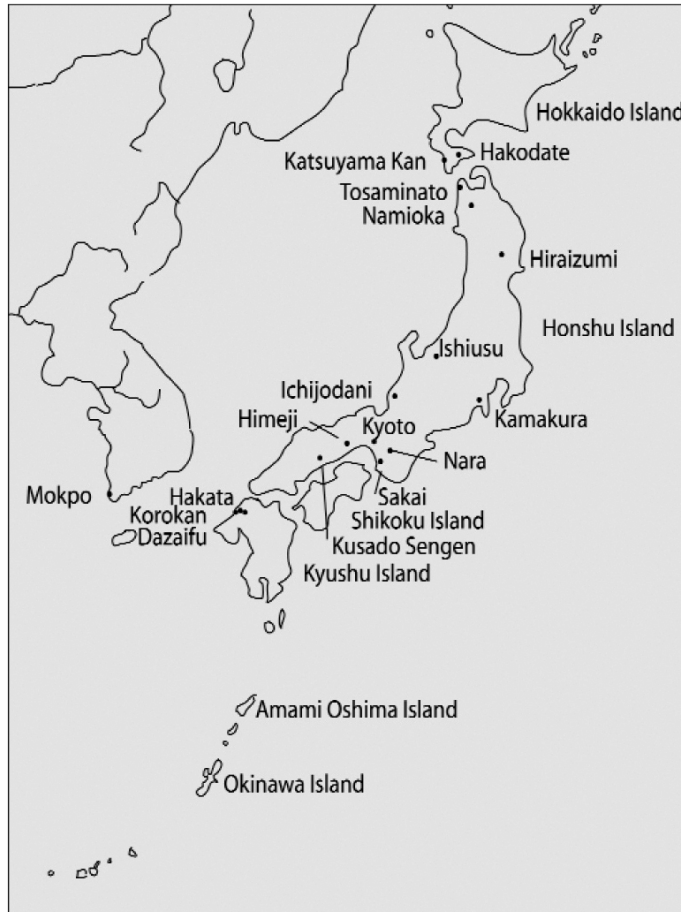 Hokkaido Island
Hakodate
Katsuyama Kan
Tosaminato
Namioka
Hiraizumi
Honshu Island
Ishiusu
Ichijodani
Himeji
Kyoto
Kamakura
Nara
Mokpo
Hakata
Sakai
Korokan
Shikoku Island
Dazaifu
Kusado Sengen
Kyushu Island
Amami Oshima Island
Okinawa Island